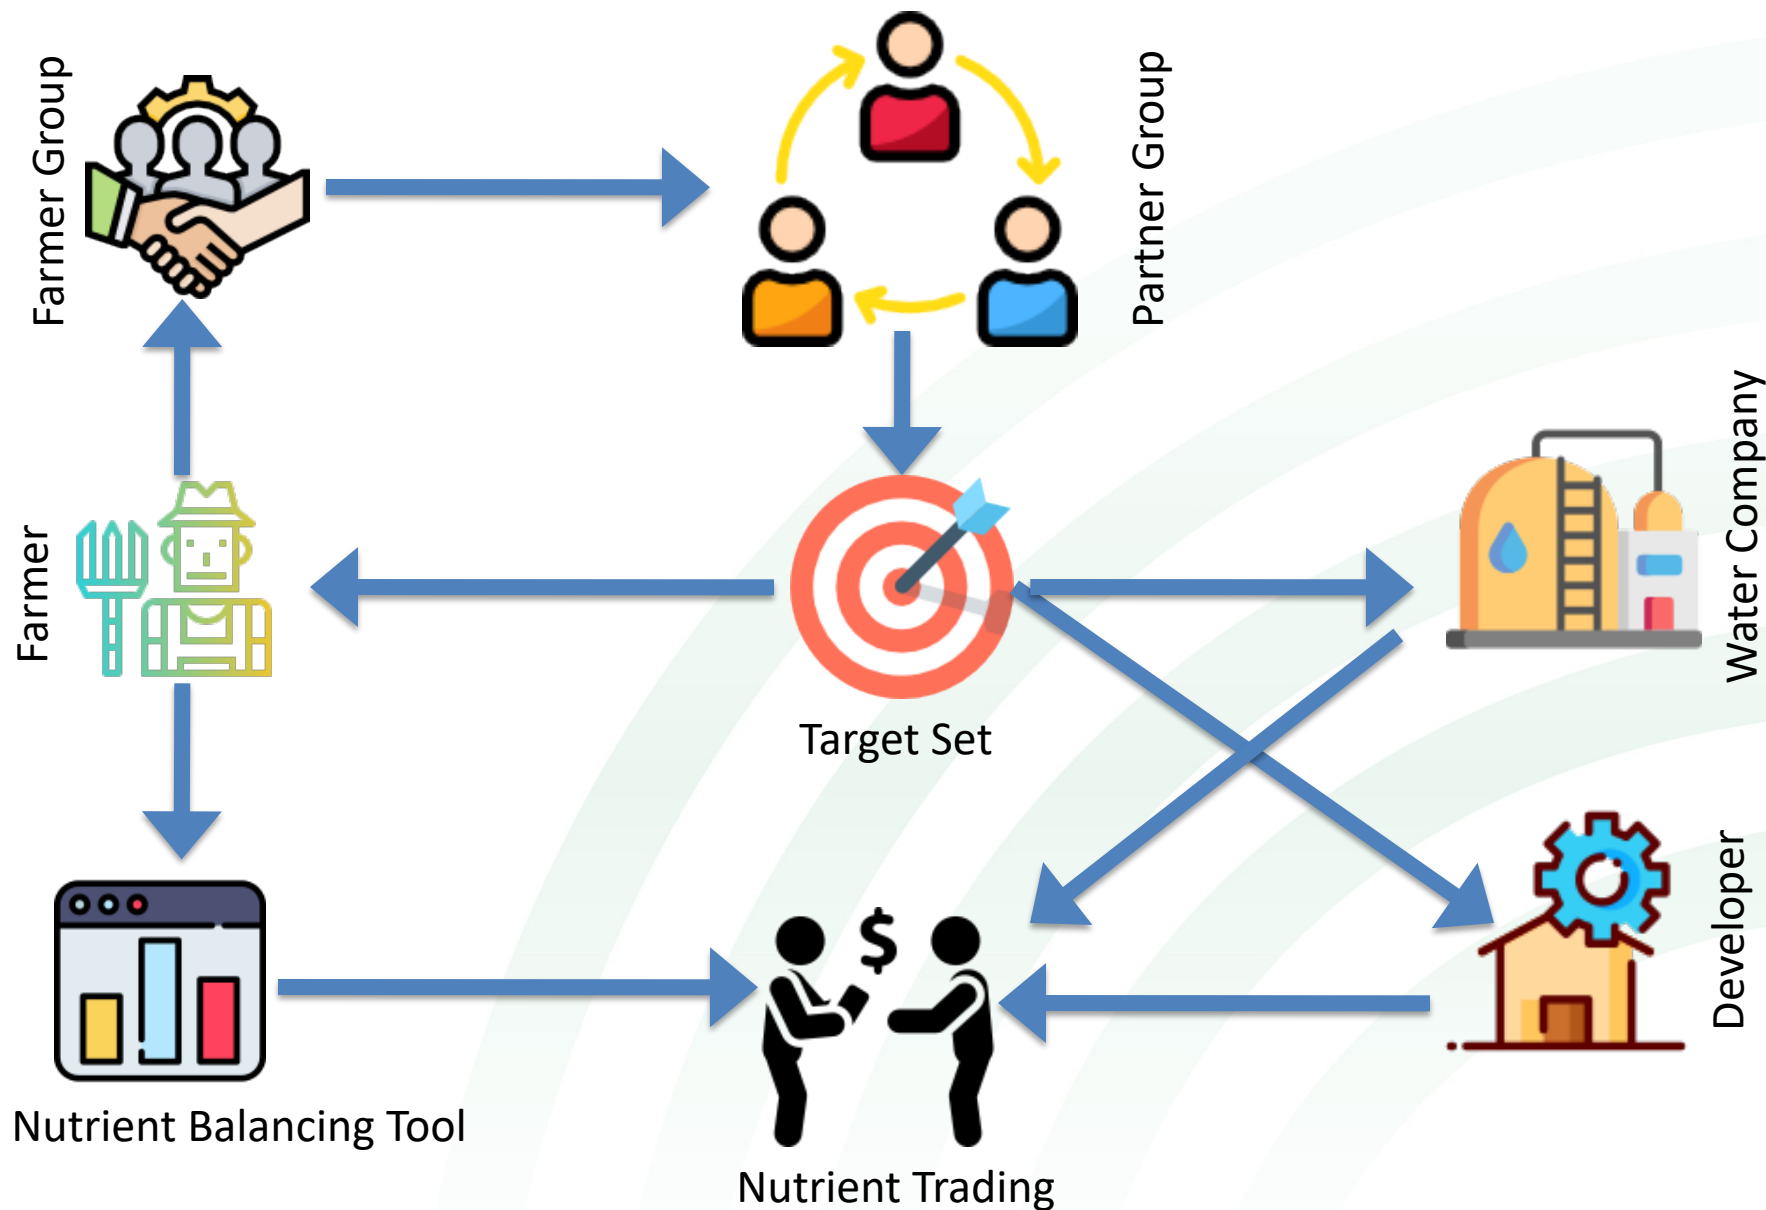 Farmer Group
Partner Group
Farmer
Water Company
Target Set
Developer
$
Nutrient Balancing Tool
Nutrient Trading